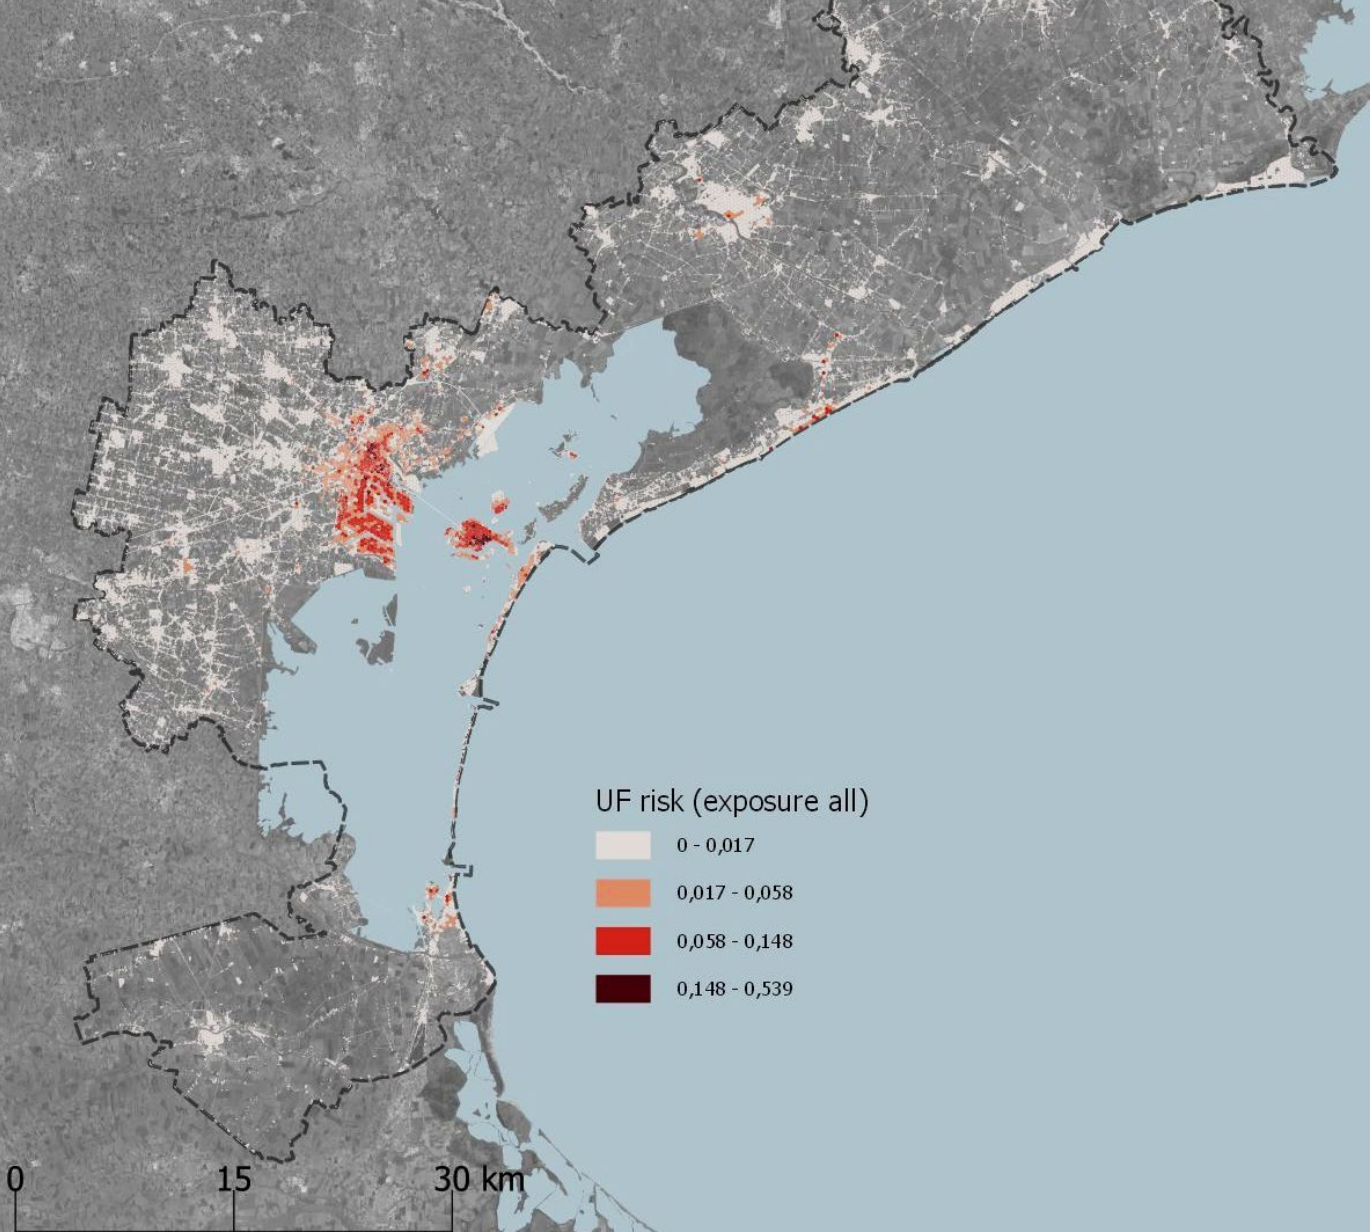 UF risk (exposure all)
0 - 0,017
0,017 - 0,058
0,058 - 0,148
0,148 - 0,539
0 15 30 km